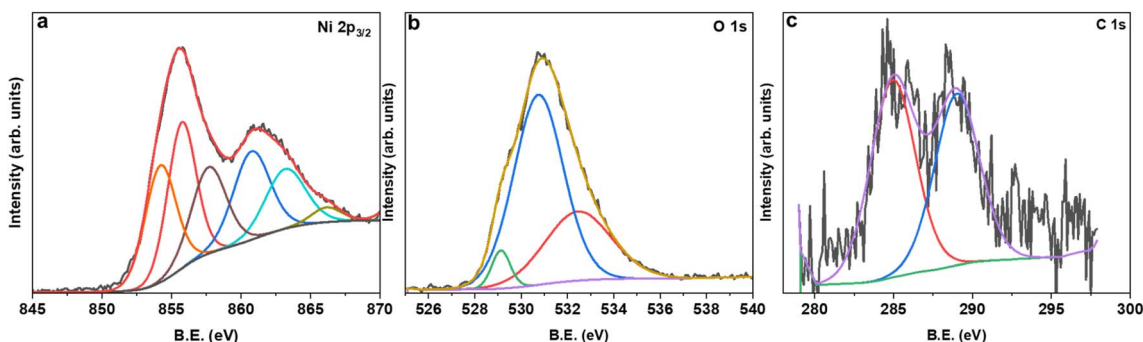 a
Ni 2p3/2
Intensity (arb. units)
845 850 855 860 865 870
B.E. (eV)
b
O 1s
Intensity (arb. units)
526 528 530 532 534 536 538 540
B.E. (eV)
c
C 1s
Intensity (arb. units)
280 285 290 295 300
B.E. (eV)